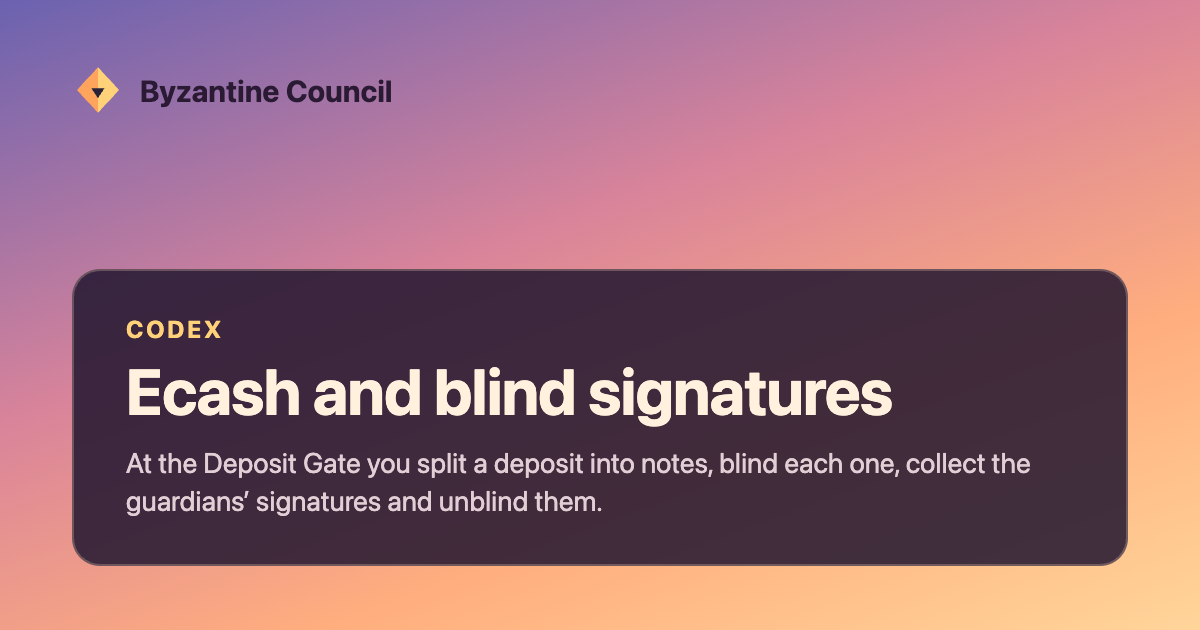 Byzantine Council
CODEX
Ecash and blind signatures
At the Deposit Gate you split a deposit into notes, blind each one, collect the
guardians’ signatures and unblind them.